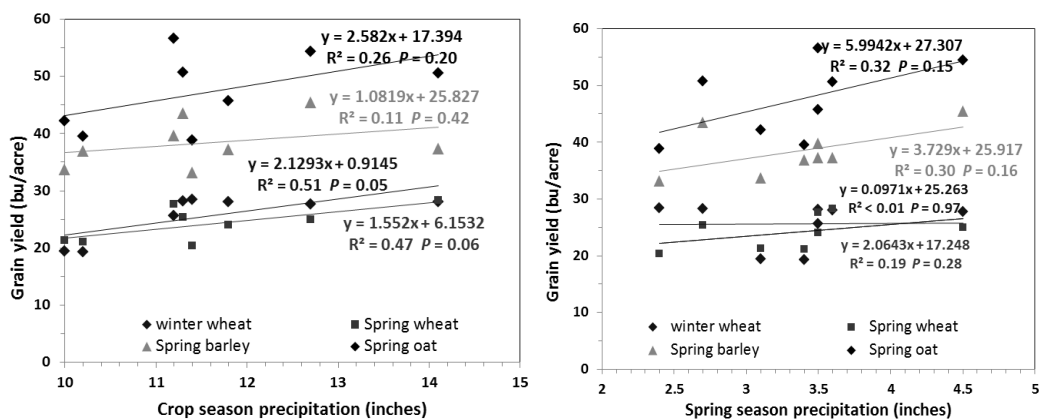 60
50
40
30
20
10
0
Grain yield (bu/acre)
y = 2.582x + 17.394
R² = 0.26 P = 0.20
y = 1.0819x + 25.827
R² = 0.11 P = 0.42
y = 2.1293x + 0.9145
R² = 0.51 P = 0.05
y = 1.552x + 6.1532
R² = 0.47 P = 0.06
winter wheat
Spring wheat
Spring barley
Spring oat
10 11 12 13 14 15
Crop season precipitation (inches)
60
50
40
30
20
10
0
Grain yield (bu/acre)
y = 5.9942x + 27.307
R² = 0.32 P = 0.15
y = 3.729x + 25.917
R² = 0.30 P = 0.16
y = 0.0971x + 25.263
R² < 0.01 P = 0.97
y = 2.0643x + 17.248
R² = 0.19 P = 0.28
winter wheat
Spring wheat
Spring barley
Spring oat
2 2.5 3 3.5 4 4.5 5
Spring season precipitation (inches)